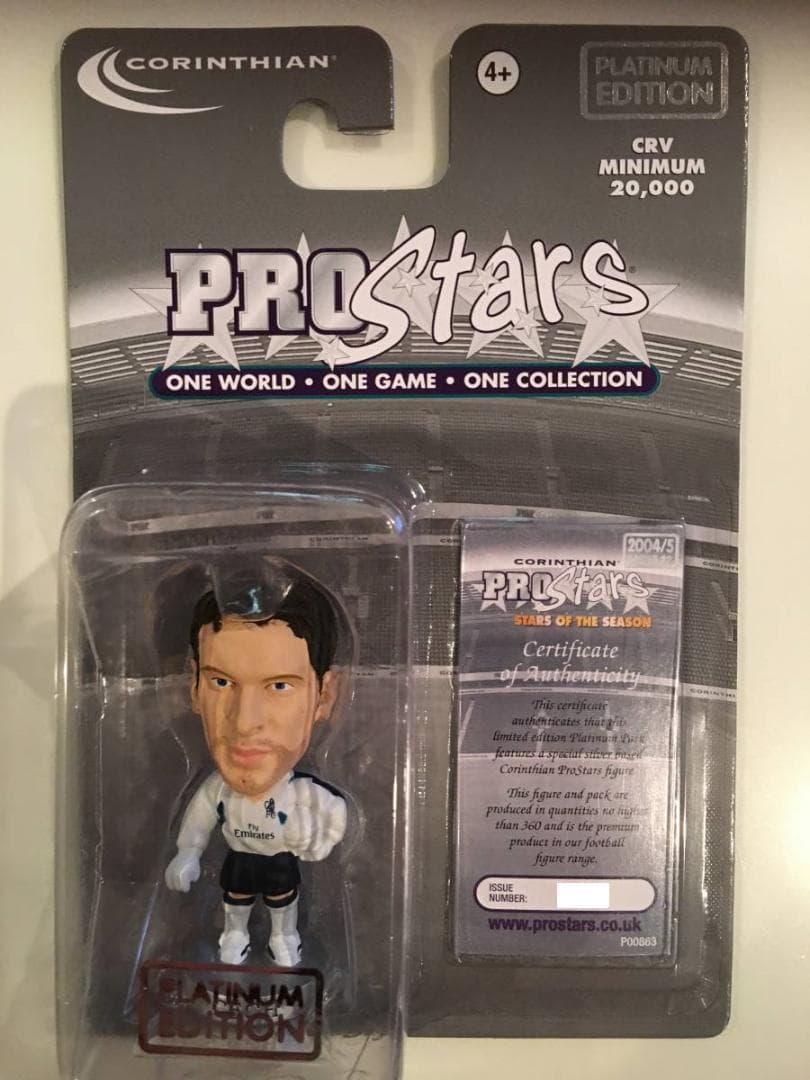 CORINTHIAN
4+
PLATINUM
EDITION
CRV
MINIMUM
20,000
PROStars
ONE WORLD • ONE GAME • ONE COLLECTION
2004/5
CORINTHIAN
PROStars
STARS OF THE SEASON
Certificate
of Authenticity
This certificate
authenticates that this
limited edition Platinum Pack
features a special silver based
Corinthian ProStars figure
This figure and pack are
produced in quantities no higher
than 360 and is the premium
product in our football
figure range.
ISSUE
NUMBER:
www.prostars.co.uk
P00863
Fly
Emirates
PLATINUM
EDITION